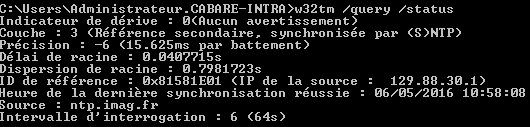 C:\Users\Administrateur.CABARE-INTRA>w32tm /query /status
Indicateur de dérive : 0(Aucun avertissement)
Couche : 3 (Référence secondaire, synchronisée par (S)NTP)
Précision : -6 (15.625ms par battement)
Délai de racine : 0.0407715s
Dispersion de racine : 0.7981723s
ID de référence : 0x81581E01 (IP de la source :  129.88.30.1)
Heure de la dernière synchronisation réussie : 06/05/2016 10:58:08
Source : ntp.imag.fr
Intervalle d'interrogation : 6 (64s)